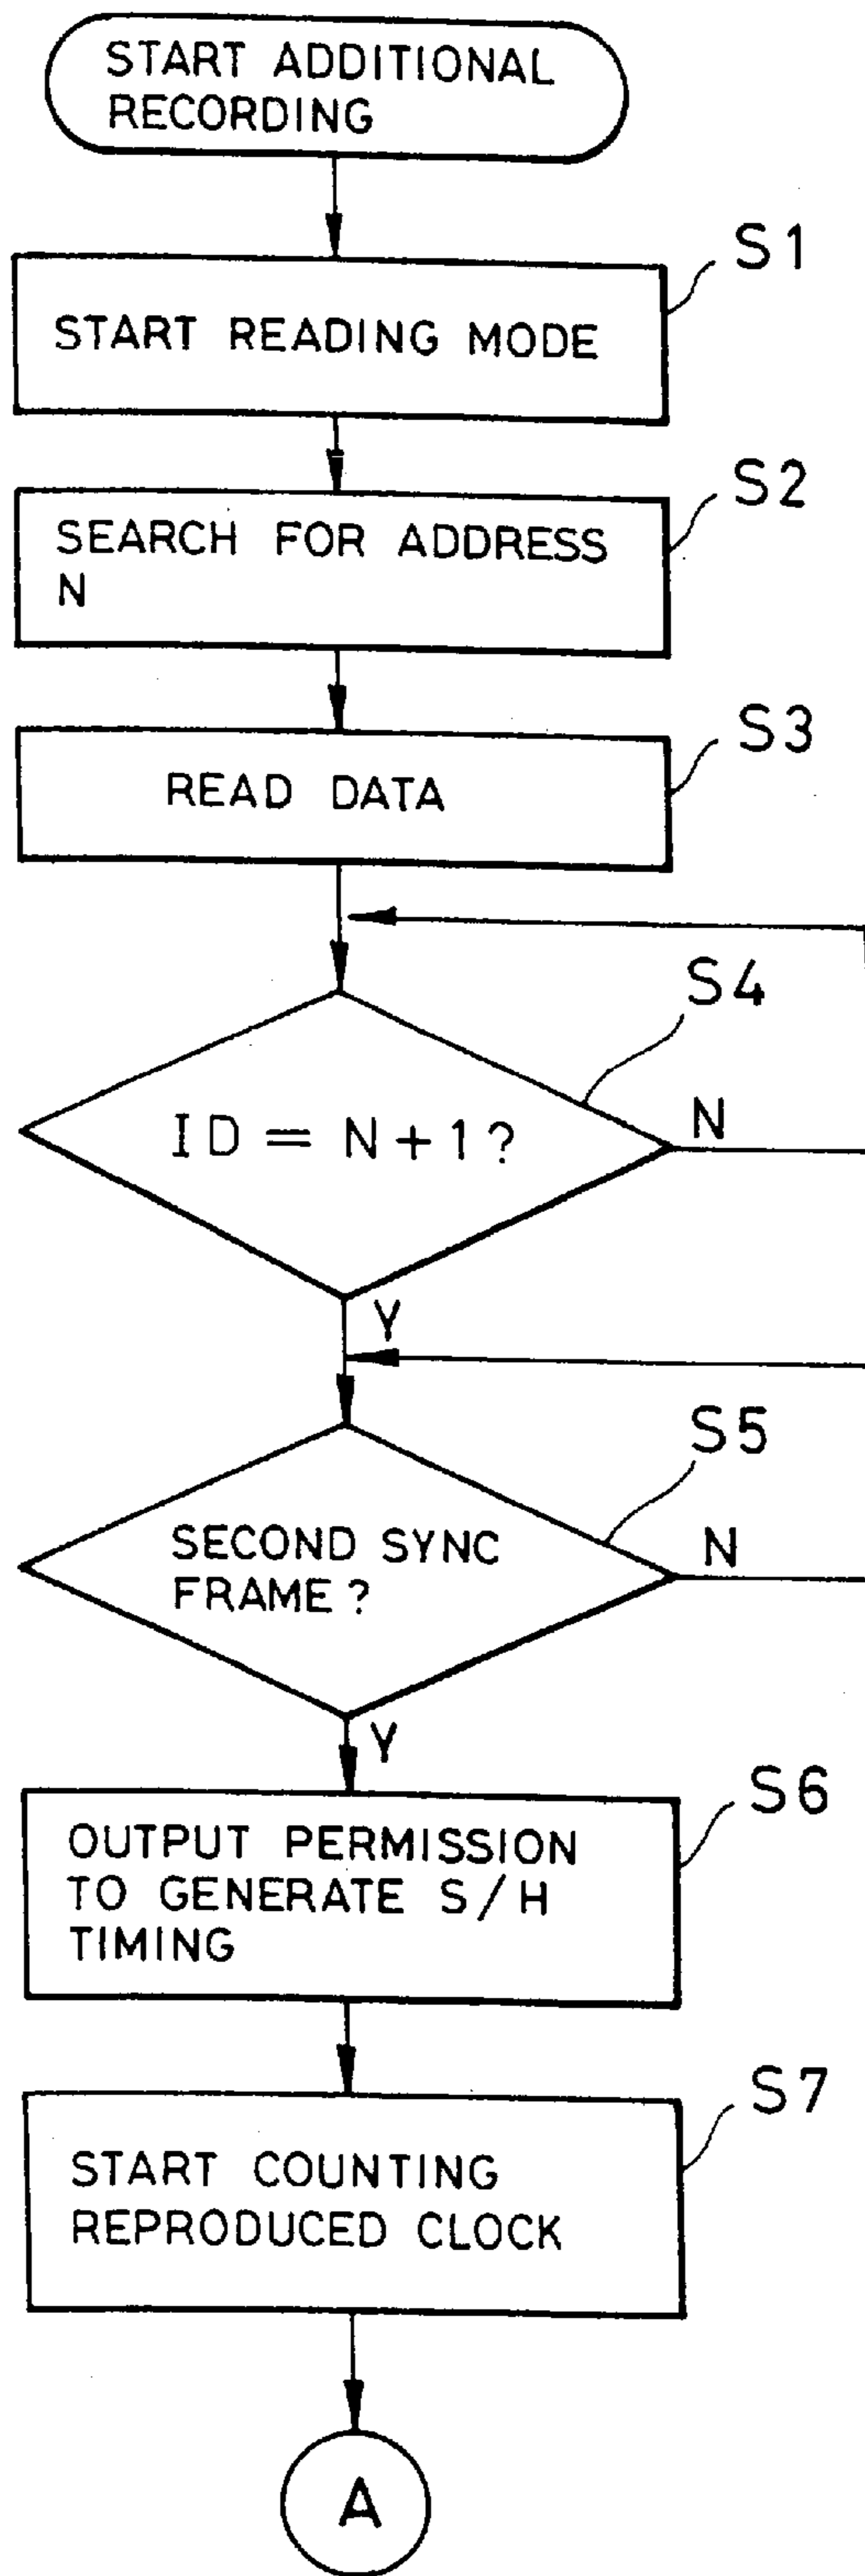 START ADDITIONAL
RECORDING
S1
START READING MODE
S2
SEARCH FOR ADDRESS
N
S3
READ DATA
S4
ID = N+1?
N
Y
S5
SECOND SYNC
FRAME?
N
Y
S6
OUTPUT PERMISSION
TO GENERATE S/H
TIMING
S7
START COUNTING
REPRODUCED CLOCK
A